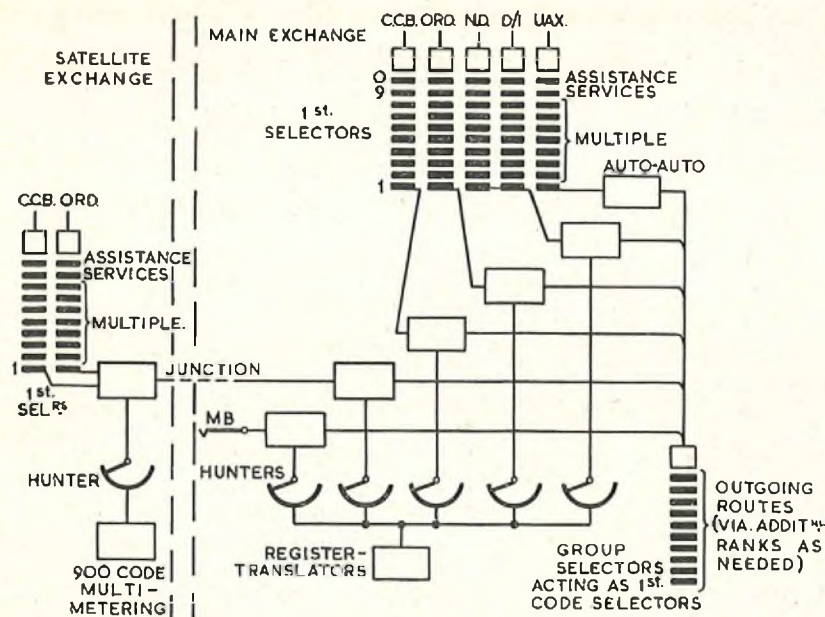 SATELLITE
EXCHANGE
MAIN EXCHANGE
C.C.B. ORD. N.D. D/I UAX.
0
9
1
1st.
SELECTORS
ASSISTANCE
SERVICES
MULTIPLE
AUTO-AUTO
C.C.B. ORD.
ASSISTANCE
SERVICES
MULTIPLE.
1
1st.
SELRS
JUNCTION
MB
HUNTER
HUNTERS
900 CODE
MULTI-
METERING
REGISTER-
TRANSLATORS
GROUP
SELECTORS
ACTING AS 1st.
CODE SELECTORS
OUTGOING
ROUTES
(VIA. ADDITNL
RANKS AS
NEEDED)